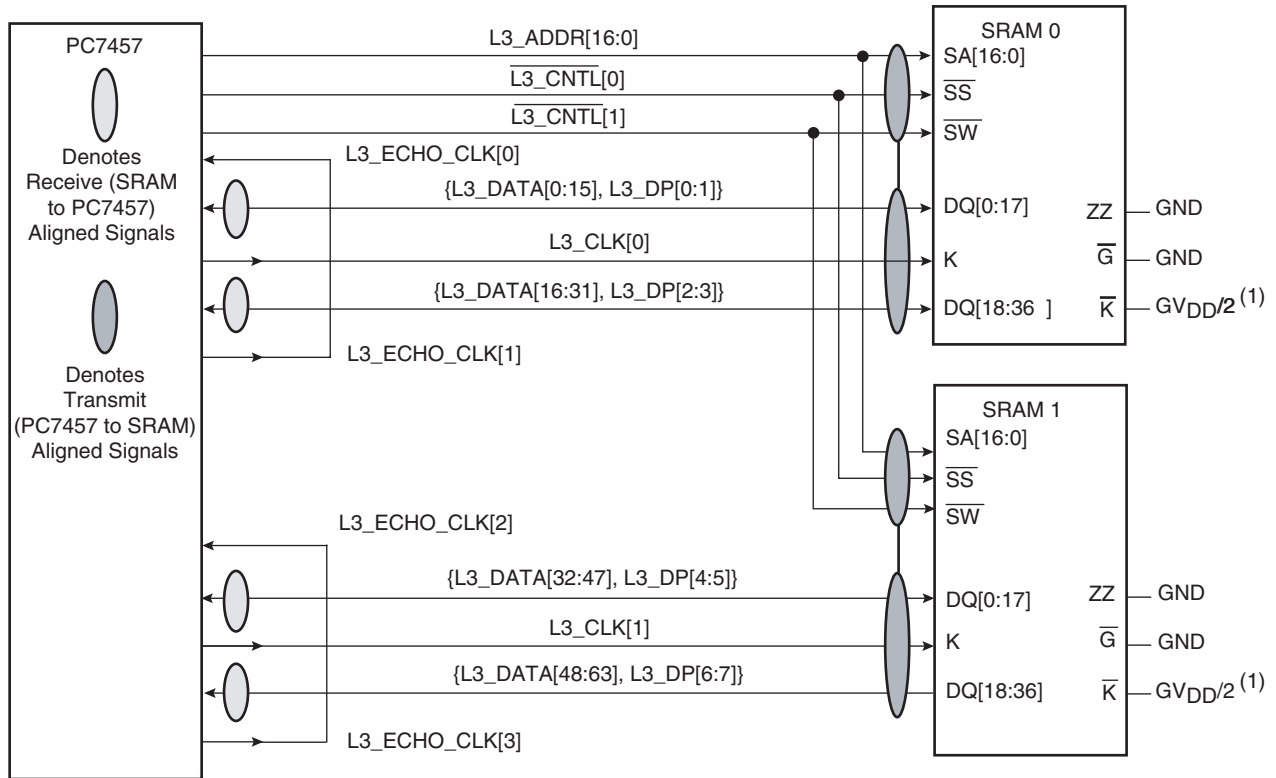 PC7457
Denotes
Receive (SRAM
to PC7457)
Aligned Signals
Denotes
Transmit
(PC7457 to SRAM)
Aligned Signals
L3_ADDR[16:0]
L3_CNTL[0]
L3_CNTL[1]
L3_ECHO_CLK[0]
{L3_DATA[0:15], L3_DP[0:1]}
L3_CLK[0]
{L3_DATA[16:31], L3_DP[2:3]}
L3_ECHO_CLK[1]
SRAM 0
SA[16:0]
SS
SW
DQ[0:17]
K
DQ[18:36 ]
ZZ
GND
G
GND
K
GVDD/2 (1)
L3_ECHO_CLK[2]
{L3_DATA[32:47], L3_DP[4:5]}
L3_CLK[1]
{L3_DATA[48:63], L3_DP[6:7]}
L3_ECHO_CLK[3]
SRAM 1
SA[16:0]
SS
SW
DQ[0:17]
K
DQ[18:36]
ZZ
GND
G
GND
K
GVDD/2 (1)